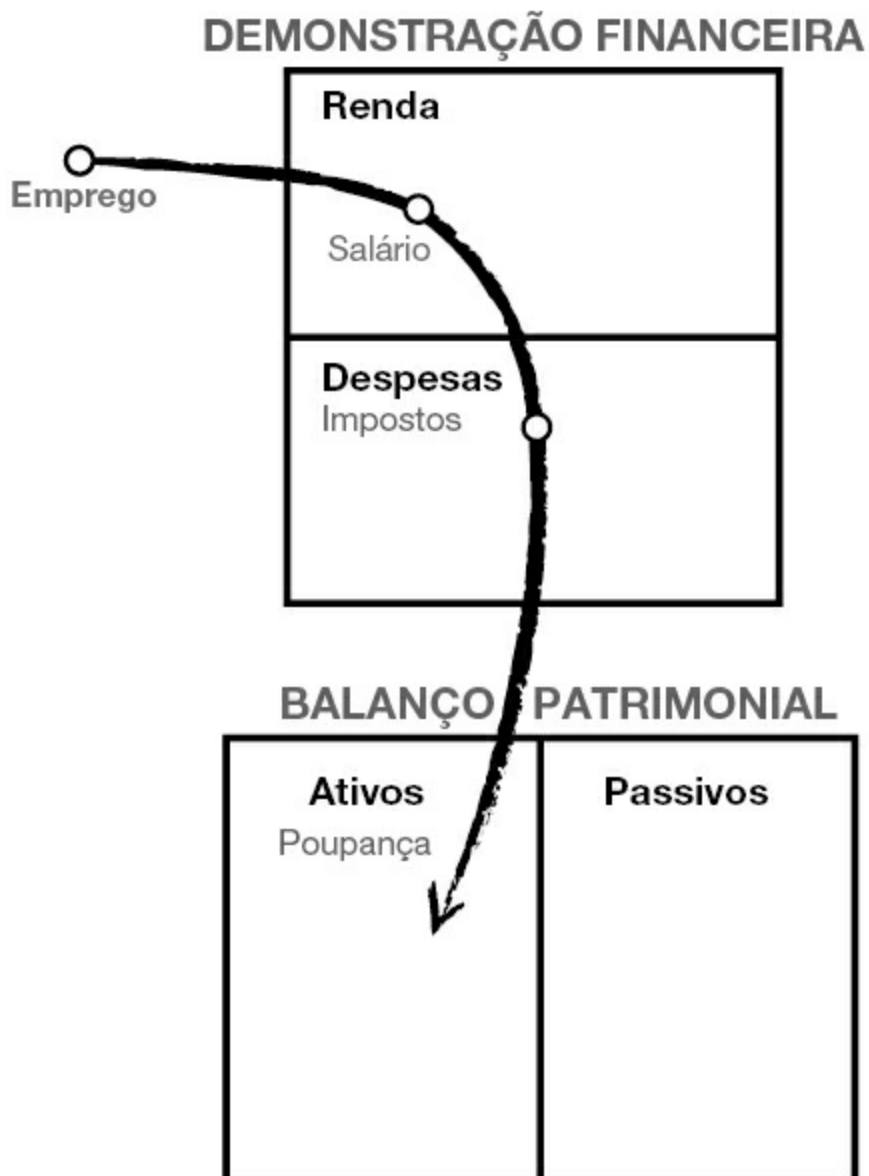 DEMONSTRAÇÃO FINANCEIRA
Renda
Emprego
Salário
Despesas
Impostos
BALANÇO PATRIMONIAL
Ativos
Passivos
Poupança